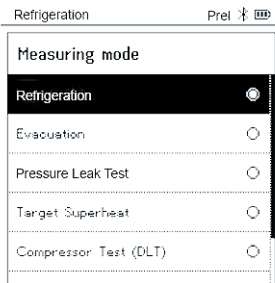 Refrigeration Prel
Measuring mode
Refrigeration
Evacuation
Pressure Leak Test
Target Superheat
Compressor Test (DLT)